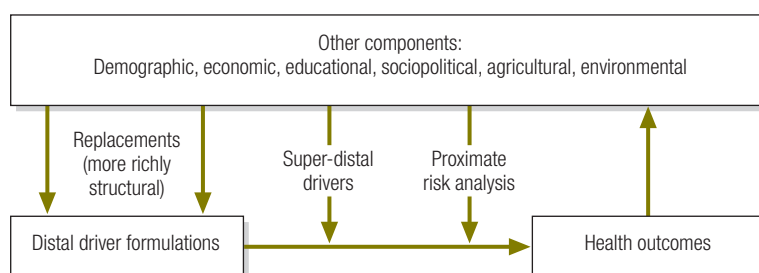 Other components:
Demographic, economic, educational, sociopolitical, agricultural, environmental
Replacements
(more richly
structural)
Super-distal
drivers
Proximate
risk analysis
Distal driver formulations
Health outcomes